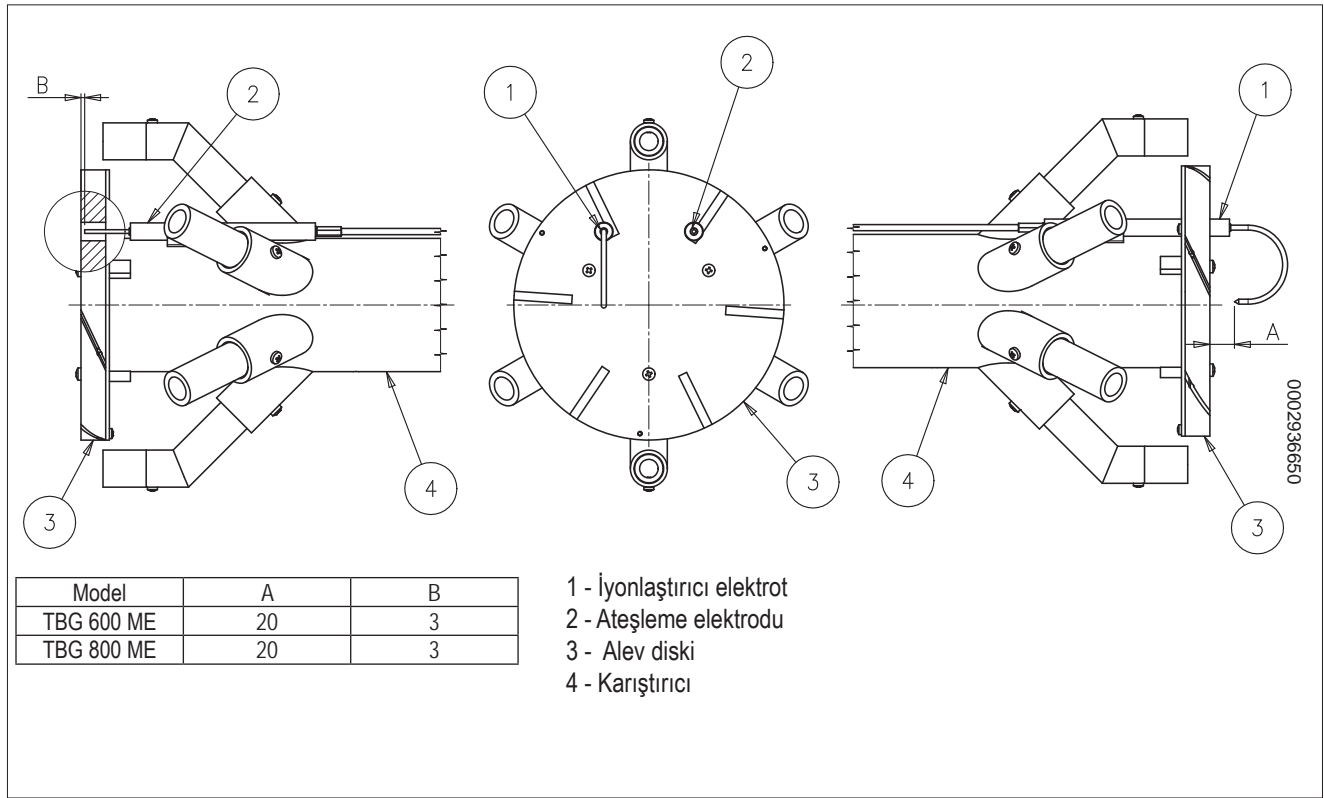 B
2
1
2
1
A
3
4
3
4
3
0002936650
Model A B
TBG 600 ME 20 3
TBG 800 ME 20 3
1 - İyonlaştırıcı elektrot
2 - Ateşleme elektrodu
3 - Alev diski
4 - Karıştırıcı